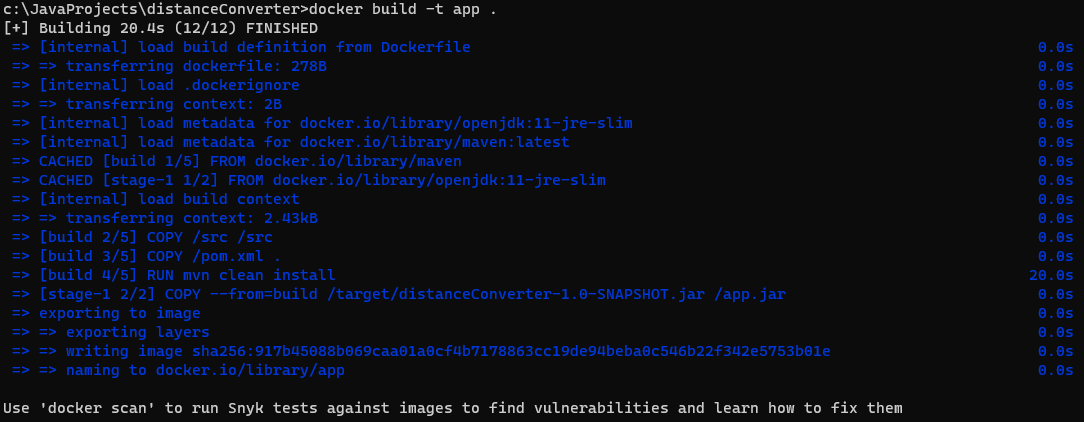 c:\JavaProjects\distanceConverter>docker build -t app .
[+] Building 20.4s (12/12) FINISHED
=> [internal] load build definition from Dockerfile 0.0s
=> => transferring dockerfile: 278B 0.0s
=> [internal] load .dockerignore 0.0s
=> => transferring context: 2B 0.0s
=> [internal] load metadata for docker.io/library/openjdk:11-jre-slim 0.0s
=> [internal] load metadata for docker.io/library/maven:latest 0.0s
=> CACHED [build 1/5] FROM docker.io/library/maven 0.0s
=> CACHED [stage-1 1/2] FROM docker.io/library/openjdk:11-jre-slim 0.0s
=> [internal] load build context 0.0s
=> => transferring context: 2.43kB 0.0s
=> [build 2/5] COPY /src /src 0.0s
=> [build 3/5] COPY /pom.xml . 0.0s
=> [build 4/5] RUN mvn clean install 20.0s
=> [stage-1 2/2] COPY --from=build /target/distanceConverter-1.0-SNAPSHOT.jar /app.jar 0.0s
=> exporting to image 0.0s
=> => exporting layers 0.0s
=> => writing image sha256:917b45088b069caa01a0cf4b7178863cc19de94beba0c546b22f342e5753b01e 0.0s
=> => naming to docker.io/library/app 0.0s
Use 'docker scan' to run Snyk tests against images to find vulnerabilities and learn how to fix them